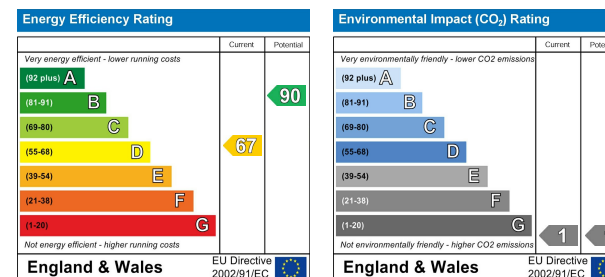 Energy Efficiency Rating
Current Potential
Very energy efficient - lower running costs
(92 plus) A
(81-91) B
(69-80) C
(55-68) D
(39-54) E
(21-38) F
(1-20) G
67
90
Not energy efficient - higher running costs
England & Wales
EU Directive
2002/91/EC
Environmental Impact (CO2) Rating
Current Pote
Very environmentally friendly - lower CO2 emissions
(92 plus) A
(81-91) B
(69-80) C
(55-68) D
(39-54) E
(21-38) F
(1-20) G
1
Not environmentally friendly - higher CO2 emissions
England & Wales
EU Directive
2002/91/EC